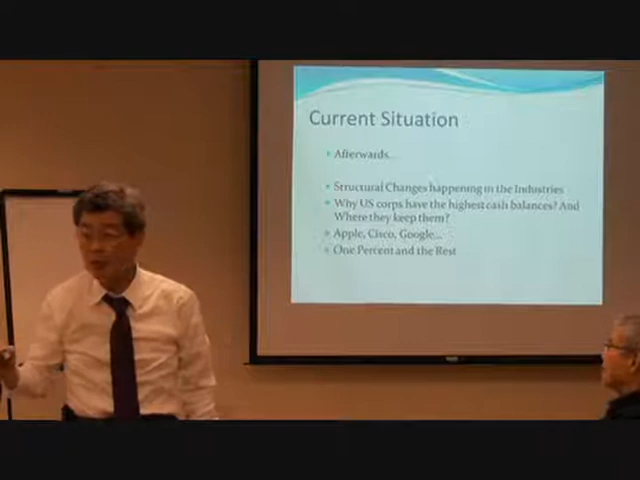 Current Situation
Afterwards...
Structural Changes happening in the Industries
Why US corps have the highest cash balances? And
Where they keep them?
Apple, Cisco, Google...
One Percent and the Rest